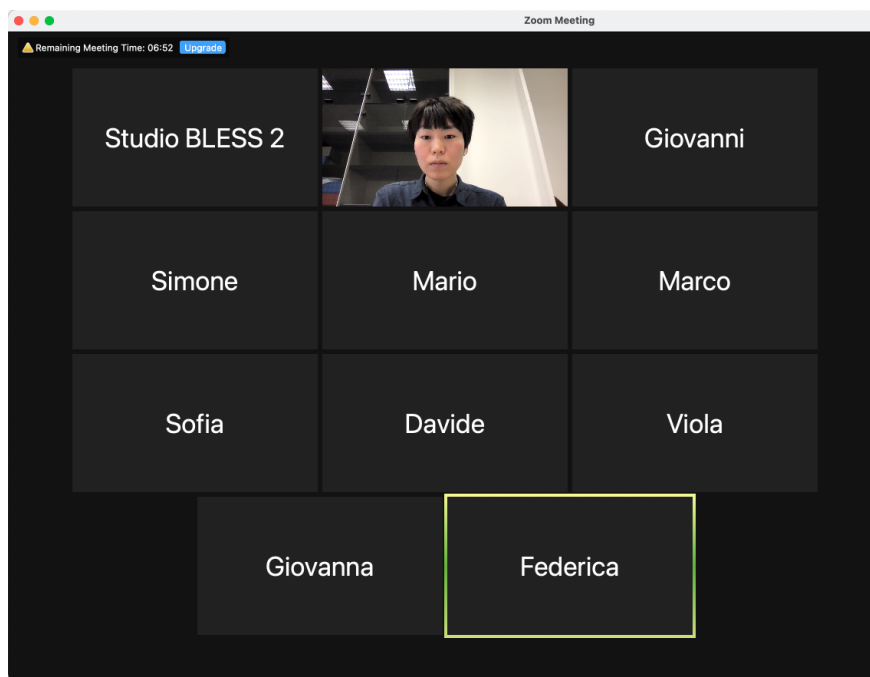 Zoom Meeting
Remaining Meeting Time: 06:52 Upgrade
Studio BLESS 2
Giovanni
Simone
Mario
Marco
Sofia
Davide
Viola
Giovanna
Federica